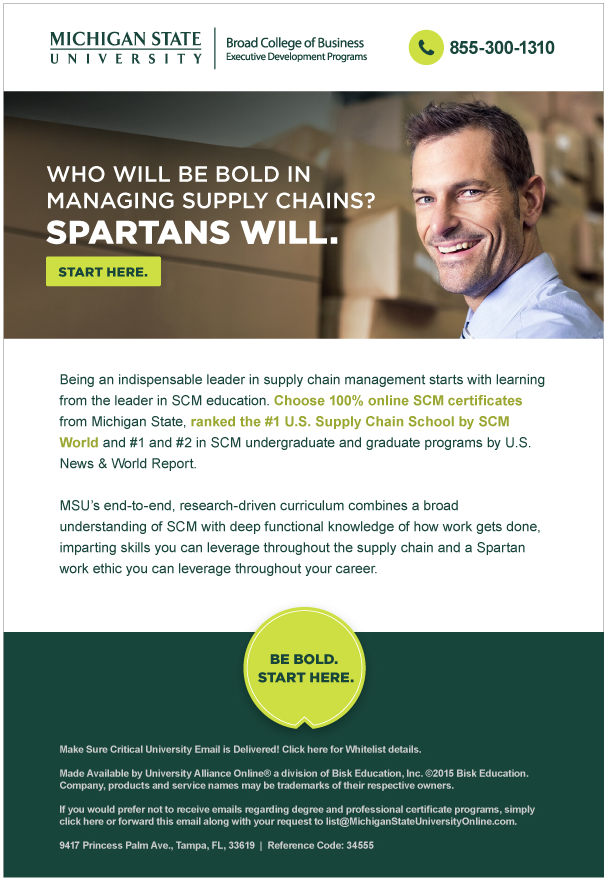 MICHIGAN STATE
UNIVERSITY
Broad College of Business
Executive Development Programs
855-300-1310
WHO WILL BE BOLD IN
MANAGING SUPPLY CHAINS?
SPARTANS WILL.
START HERE.
Being an indispensable leader in supply chain management starts with learning
from the leader in SCM education. Choose 100% online SCM certificates
from Michigan State, ranked the #1 U.S. Supply Chain School by SCM
World and #1 and #2 in SCM undergraduate and graduate programs by U.S.
News & World Report.
MSU's end-to-end, research-driven curriculum combines a broad
understanding of SCM with deep functional knowledge of how work gets done,
imparting skills you can leverage throughout the supply chain and a Spartan
work ethic you can leverage throughout your career.
BE BOLD.
START HERE.
Make Sure Critical University Email is Delivered! Click here for Whitelist details.
Made Available by University Alliance Online® a division of Bisk Education, Inc. ©2015 Bisk Education.
Company, products and service names may be trademarks of their respective owners.
If you would prefer not to receive emails regarding degree and professional certificate programs, simply
click here or forward this email along with your request to list@MichiganStateUniversityOnline.com.
9417 Princess Palm Ave., Tampa, FL, 33619 | Reference Code: 34555